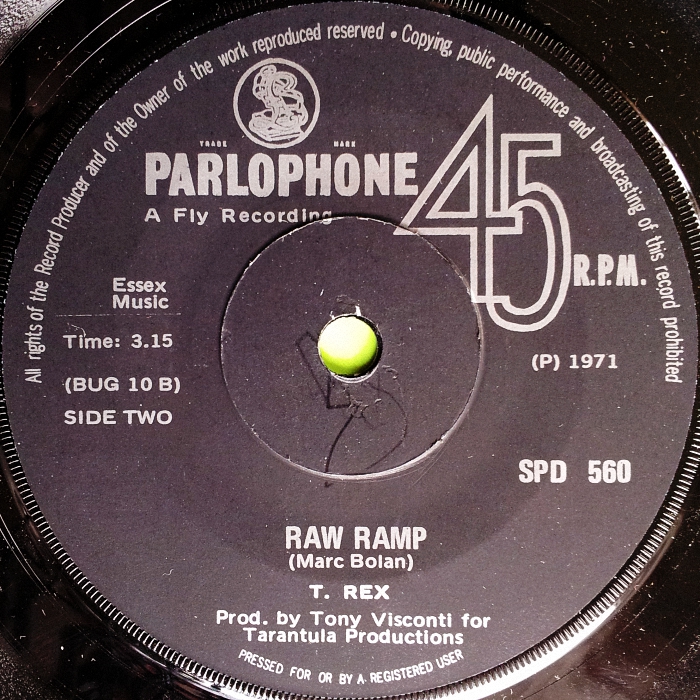 All rights of the Record Producer and of the Owner of the work reproduced reserved • Copying, public performance and broadcasting of this record prohibited
TRADE MARK
PARLOPHONE
A Fly Recording
45
R.P.M.
Essex
Music
Time: 3.15
(P) 1971
(BUG 10 B)
SIDE TWO
SPD 560
RAW RAMP
(Marc Bolan)
T. REX
Prod. by Tony Visconti for
Tarantula Productions
PRESSED FOR OR BY A REGISTERED USER